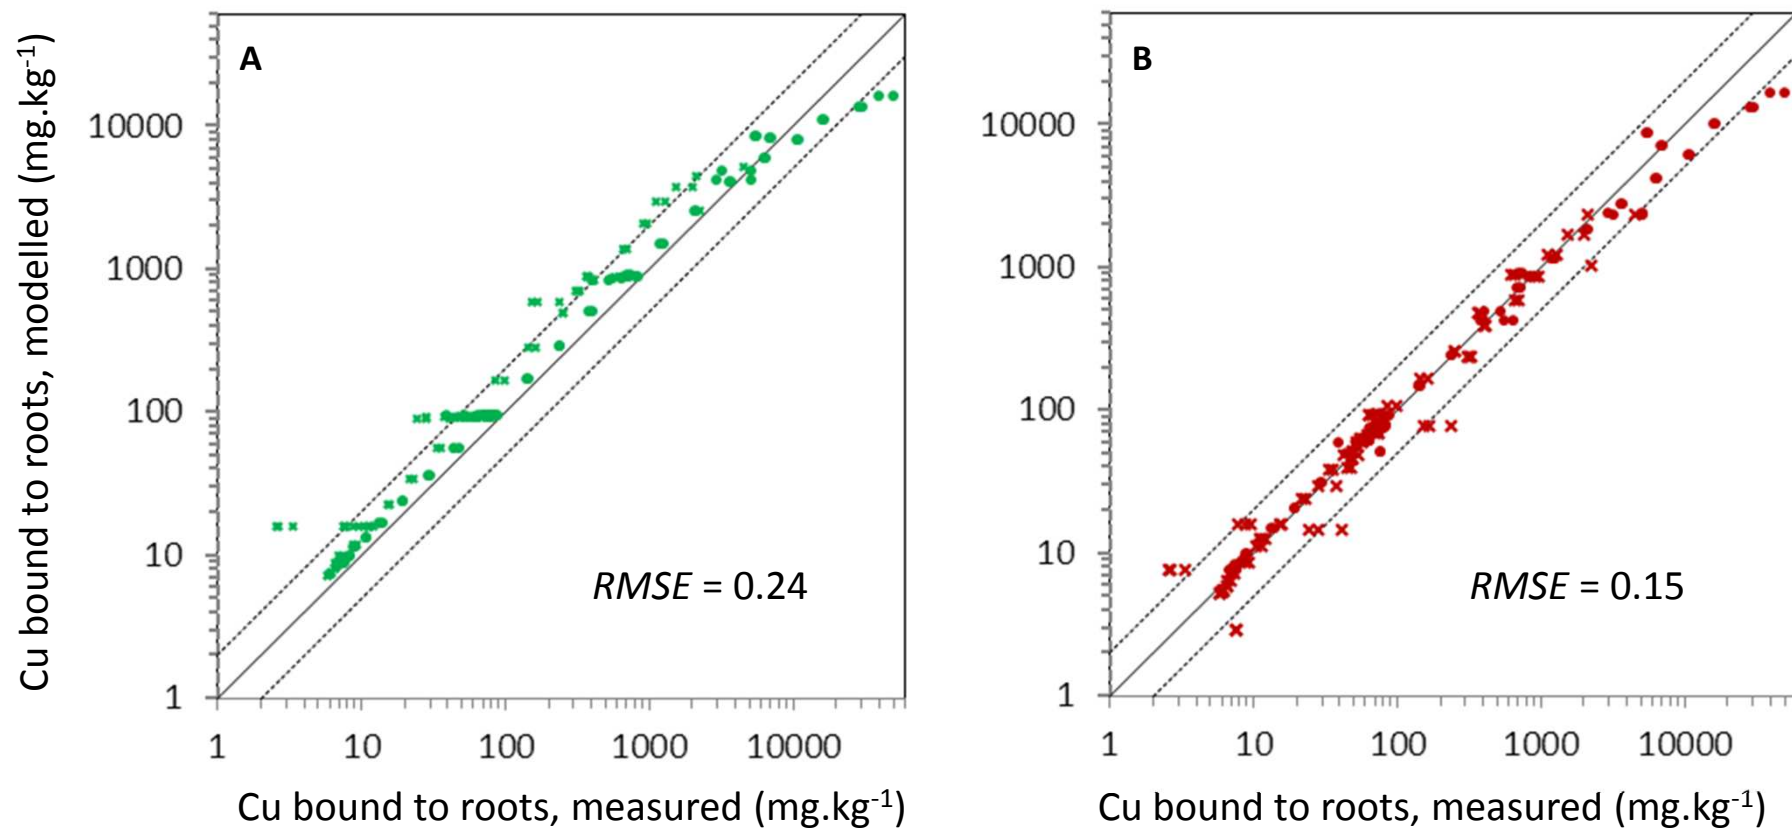 Cu bound to roots, modelled (mg.kg-1)
A
10000
1000
100
10
1
RMSE = 0.24
1 10 100 1000 10000
Cu bound to roots, measured (mg.kg-1)
B
10000
1000
100
10
1
RMSE = 0.15
1 10 100 1000 10000
Cu bound to roots, measured (mg.kg-1)